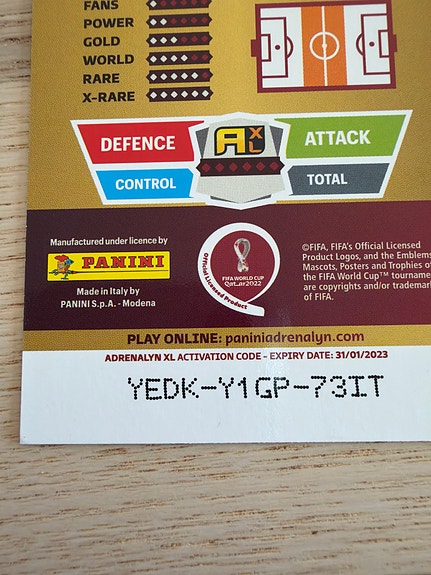 FANS
POWER
GOLD
WORLD
RARE
X-RARE
DEFENCE
AXL
ATTACK
CONTROL
TOTAL
Manufactured under licence by
PANINI
Made in Italy by
PANINI S.p.A. - Modena
FIFA WORLD CUP
Qatar2022
Official Licensed Product
©FIFA, FIFA's Official Licensed
Product Logos, and the Emblems
Mascots, Posters and Trophies of
the FIFA World Cup™ tourname
are copyrights and/or trademar
of FIFA.
PLAY ONLINE: paniniadrenalyn.com
ADRENALYN XL ACTIVATION CODE - EXPIRY DATE: 31/01/2023
YEDK-Y1GP-73IT